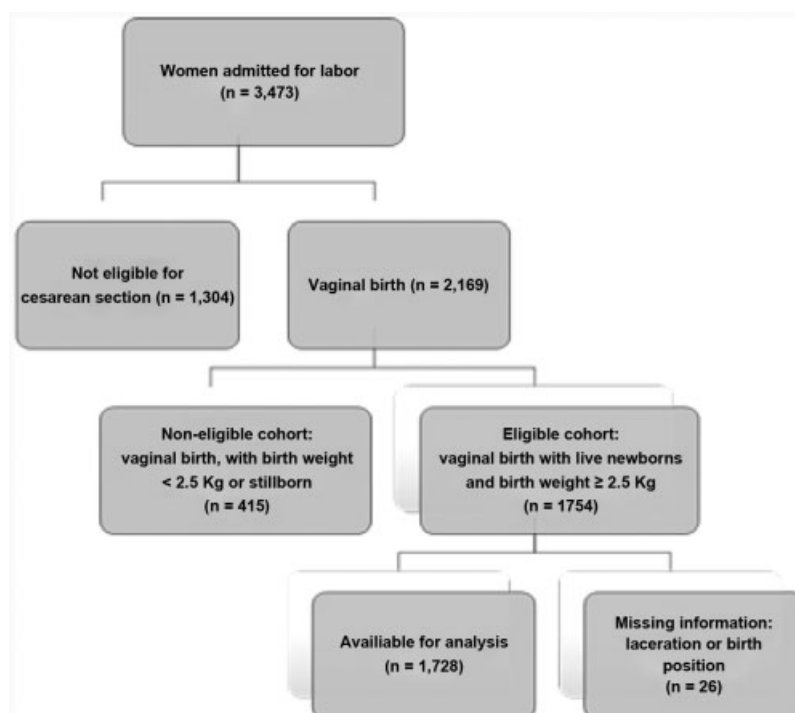 Women admitted for labor
(n = 3,473)
Not eligible for
cesarean section (n = 1,304)
Vaginal birth (n = 2,169)
Non-eligible cohort:
vaginal birth, with birth weight
< 2.5 Kg or stillborn
(n = 415)
Eligible cohort:
vaginal birth with live newborns
and birth weight ≥ 2.5 Kg
(n = 1754)
Availiable for analysis
(n = 1,728)
Missing information:
laceration or birth
position
(n = 26)